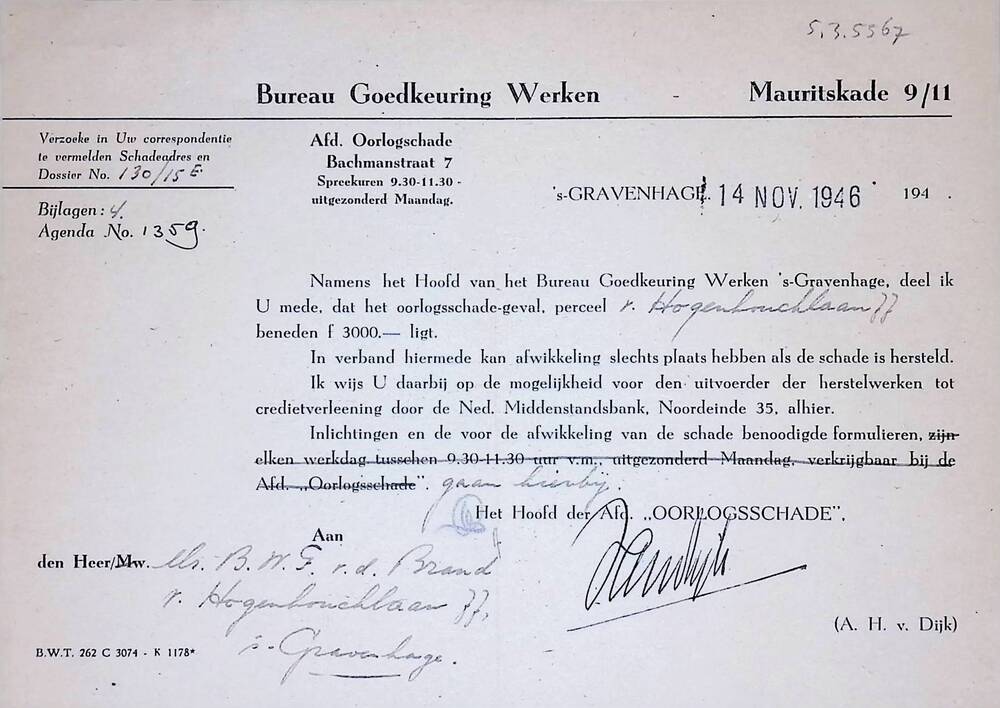 5.3.5567
Bureau Goedkeuring Werken - Mauritskade 9/11
Verzoeke in Uw correspondentie
te vermelden Schadeadres en
Dossier No. 130/15 E
Bijlagen: 4.
Agenda No. 1359.
Afd. Oorlogschade
Bachmanstraat 7
Spreekuren 9.30-11.30 -
uitgezonderd Maandag.
's-GRAVENHAGE. 14 NOV. 1946 194 .
Namens het Hoofd van het Bureau Goedkeuring Werken 's-Gravenhage, deel ik
U mede, dat het oorlogsschade-geval, perceel v. Hogenhouchlaan 77
beneden f 3000.— ligt.
In verband hiermede kan afwikkeling slechts plaats hebben als de schade is hersteld.
Ik wijs U daarbij op de mogelijkheid voor den uitvoerder der herstelwerken tot
credietverleening door de Ned. Middenstandsbank, Noordeinde 35, alhier.
Inlichtingen en de voor de afwikkeling van de schade benoodigde formulieren, zijn
elken werkdag tusschen 9.30-11.30 uur v.m., uitgezonderd Maandag, verkrijgbaar bij de
Afd. „Oorlogsschade". gaan hierbij.
Het Hoofd der Afd. „OORLOGSSCHADE",
Aan
den Heer/Mw. Mr. B. W. F. v. d. Brand
v. Hogenhouchlaan 77,
's-Gravenhage.
(A. H. v. Dijk)
B.W.T. 262 C 3074 - K 1178*